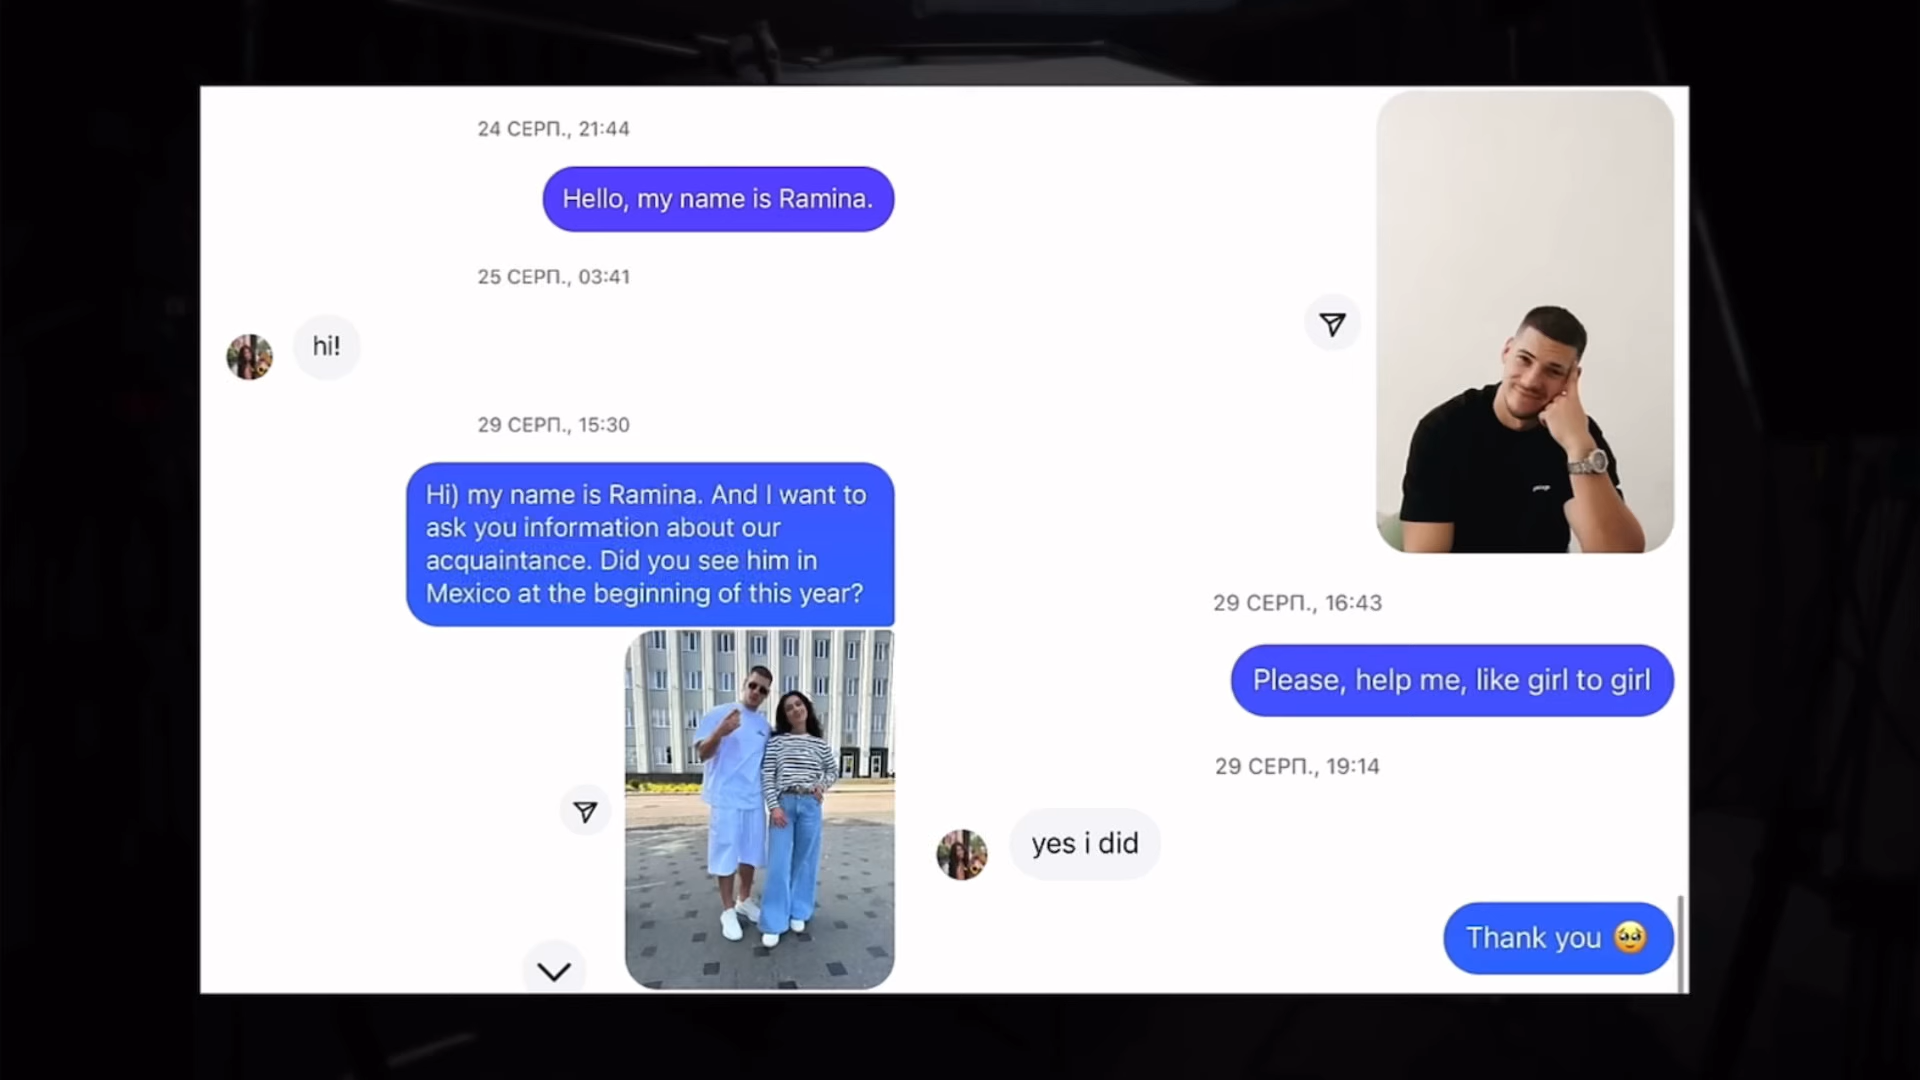 24 СЕРП., 21:44
Hello, my name is Ramina.
25 СЕРП., 03:41
hi!
29 СЕРП., 15:30
Hi) my name is Ramina. And I want to
ask you information about our
acquaintance. Did you see him in
Mexico at the beginning of this year?
29 СЕРП., 16:43
Please, help me, like girl to girl
29 СЕРП., 19:14
yes i did
Thank you 🥹